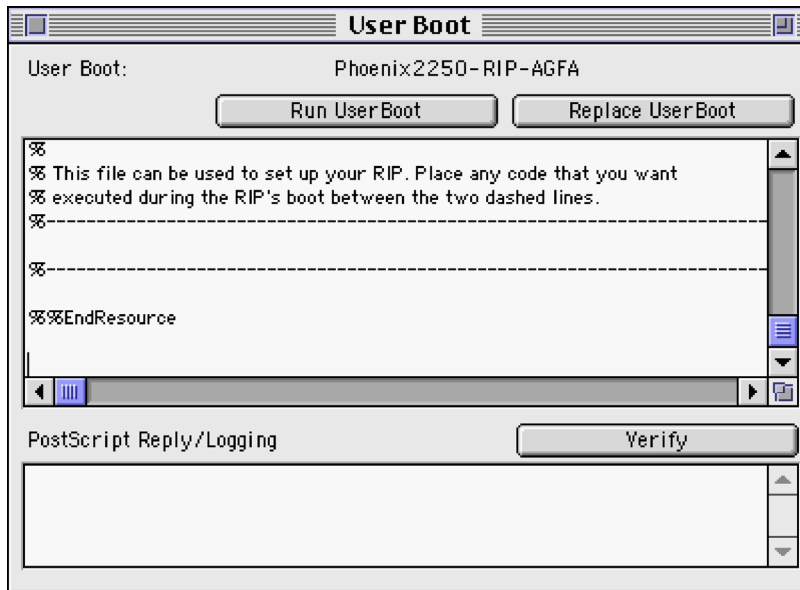 User Boot
User Boot: Phoenix2250-RIP-AGFA
Run UserBoot Replace UserBoot
%
% This file can be used to set up your RIP. Place any code that you want
% executed during the RIP's boot between the two dashed lines.
%------------------------------------------------------------------------
%------------------------------------------------------------------------
%%EndResource
PostScript Reply/Logging Verify